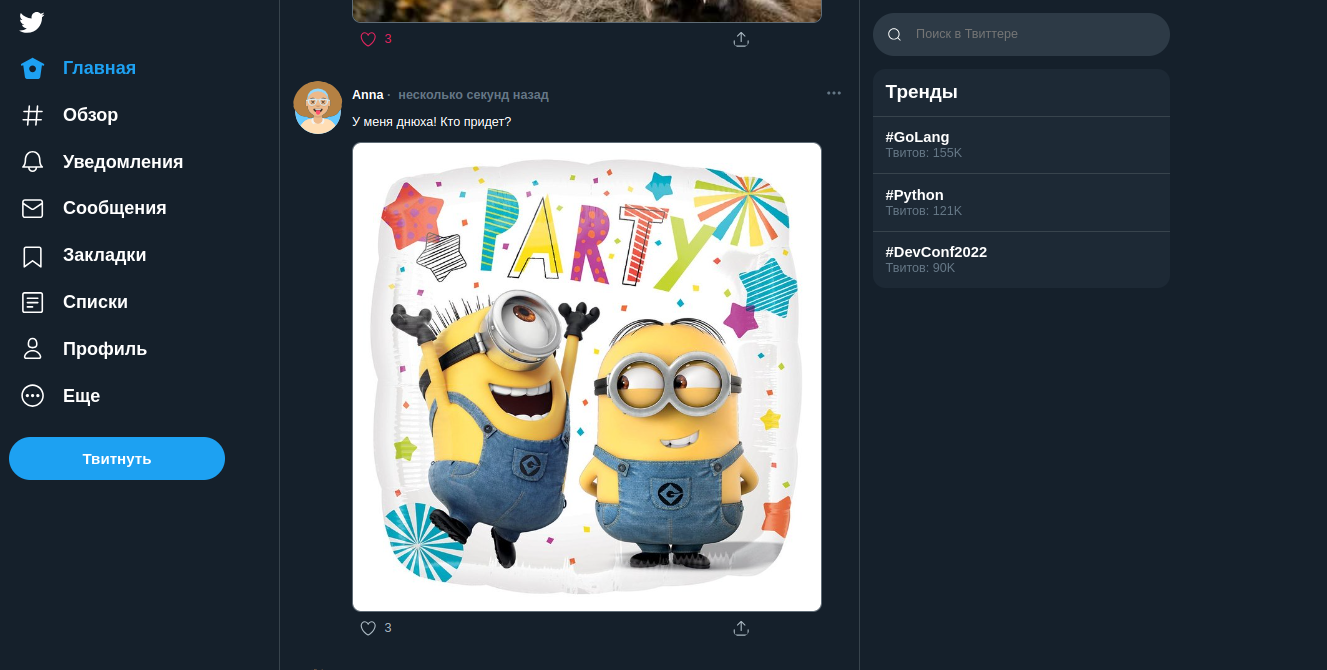 Главная
Обзор
Уведомления
Сообщения
Закладки
Списки
Профиль
Еще
Твитнуть
3
Anna · несколько секунд назад
У меня днюха! Кто придет?
PARTY
3
Поиск в Твиттере
Тренды
#GoLang
Твитов: 155K
#Python
Твитов: 121K
#DevConf2022
Твитов: 90K